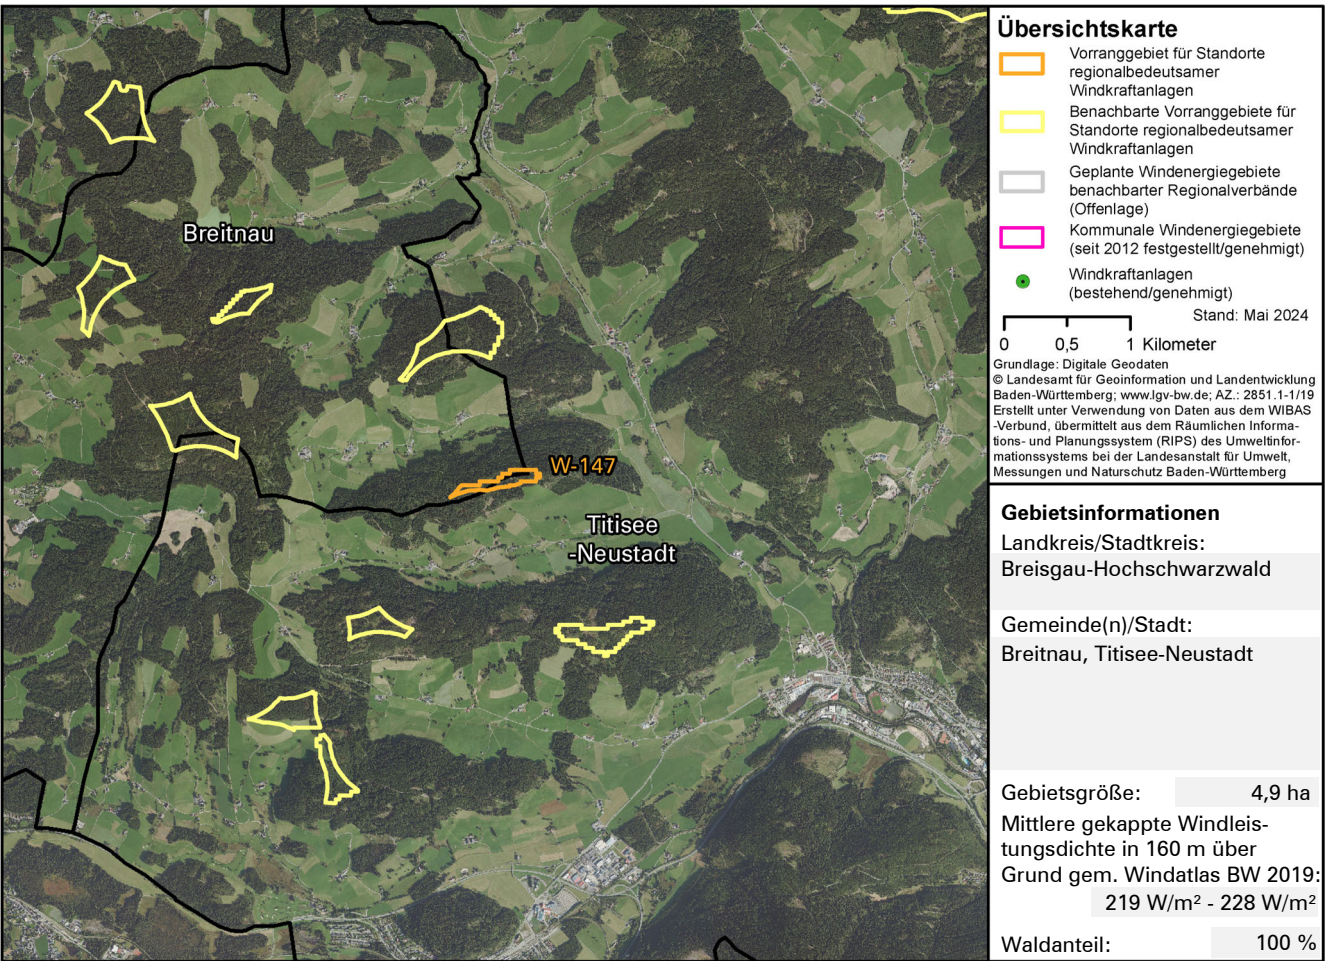 Breitnau
W-147
Titisee
-Neustadt
Übersichtskarte
Vorranggebiet für Standorte
regionalbedeutsamer
Windkraftanlagen
Benachbarte Vorranggebiete für
Standorte regionalbedeutsamer
Windkraftanlagen
Geplante Windenergiegebiete
benachbarter Regionalverbände
(Offenlage)
Kommunale Windenergiegebiete
(seit 2012 festgestellt/genehmigt)
Windkraftanlagen
(bestehend/genehmigt)
Stand: Mai 2024
0 0,5 1 Kilometer
Grundlage: Digitale Geodaten
© Landesamt für Geoinformation und Landentwicklung
Baden-Württemberg; www.lgv-bw.de; AZ.: 2851.1-1/19
Erstellt unter Verwendung von Daten aus dem WIBAS
-Verbund, übermittelt aus dem Räumlichen Informa-
tions- und Planungssystem (RIPS) des Umweltinfor-
mationssystems bei der Landesanstalt für Umwelt,
Messungen und Naturschutz Baden-Württemberg
Gebietsinformationen
Landkreis/Stadtkreis:
Breisgau-Hochschwarzwald
Gemeinde(n)/Stadt:
Breitnau, Titisee-Neustadt
Gebietsgröße: 4,9 ha
Mittlere gekappte Windleis-
tungsdichte in 160 m über
Grund gem. Windatlas BW 2019:
219 W/m² - 228 W/m²
Waldanteil: 100 %